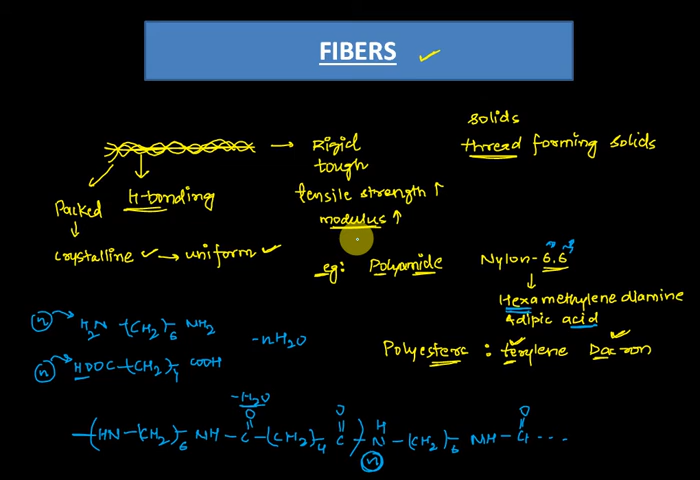 FIBERS
solids
thread forming solids
Rigid
tough
tensile strength ↑
modulus ↑
H-bonding
Packed
crystalline → uniform
eg: Polyamide
Nylon-6,6
Hexamethylene diamine
Adipic acid
Polyesters : terylene Dacron
n H2N -(CH2)6 NH2
-nH2O
n HOOC-(CH2)4 COOH
-H2O
O O H O
-(HN-(CH2)6 NH-C-(CH2)4 C)-N-(CH2)6 NH-C ...
n